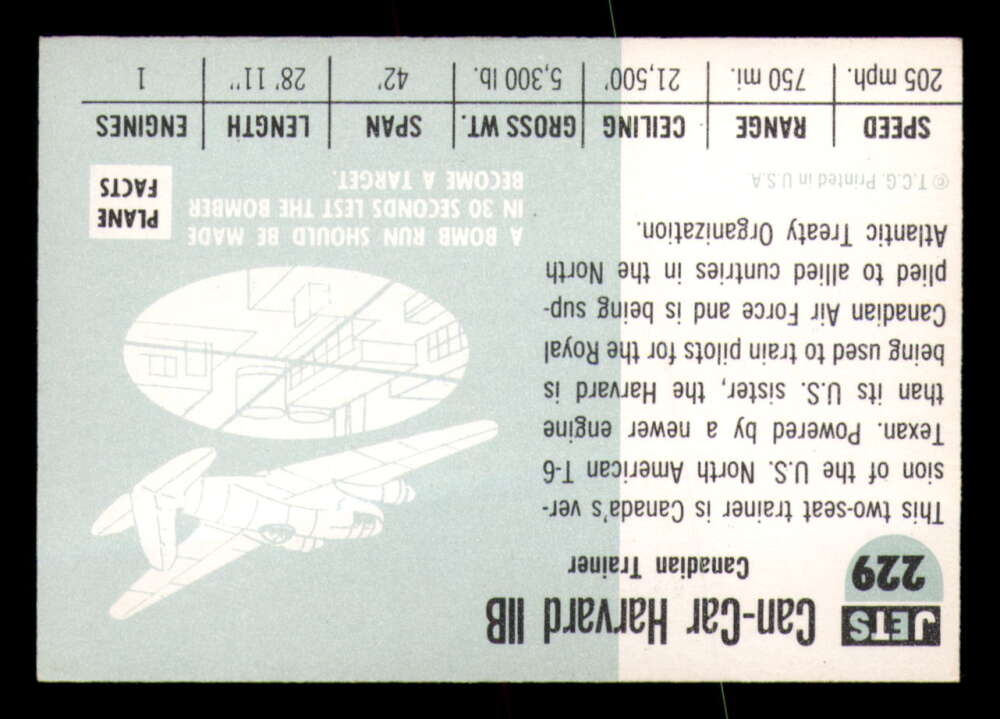 JETS
229
Can-Car Harvard IIB
Canadian Trainer
This two-seat trainer is Canada's ver-
sion of the U.S. North American T-6
Texan. Powered by a newer engine
than its U.S. sister, the Harvard is
being used to train pilots for the Royal
Canadian Air Force and is being sup-
plied to allied cuntries in the North
Atlantic Treaty Organization.
© T.C.G. Printed in U.S.A.
A BOMB RUN SHOULD BE MADE
IN 30 SECONDS LEST THE BOMBER
BECOME A TARGET.
PLANE
FACTS
SPEED RANGE CEILING GROSS WT. SPAN LENGTH ENGINES
205 mph. 750 mi. 21,500' 5,300 lb. 42' 28' 11" 1